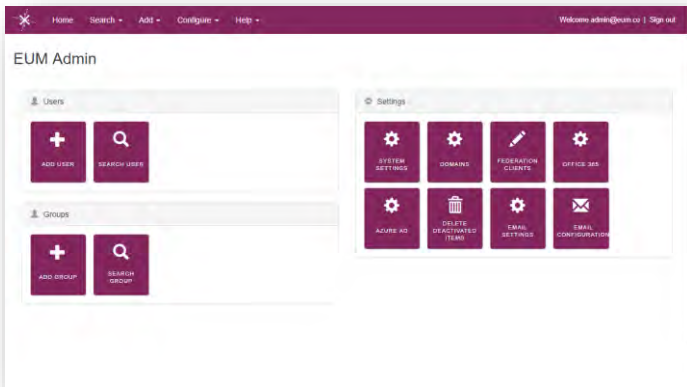 Home Search Add Configure Help Welcome admin@eum.co | Sign out
EUM Admin
Users
ADD USER
SEARCH USER
Groups
ADD GROUP
SEARCH
GROUP
Settings
SYSTEM
SETTINGS
DOMAINS
FEDERATION
CLIENTS
OFFICE 365
AZURE AD
DELETE
DEACTIVATED
ITEMS
EMAIL
SETTINGS
EMAIL
CONFIGURATION